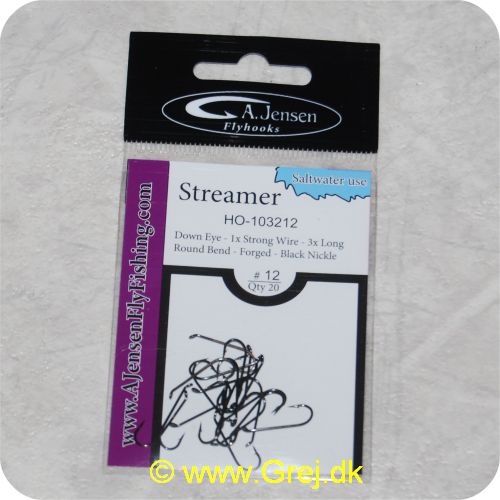 A. Jensen
Flyhooks
Saltwater use
Streamer
HO-103212
Down Eye - 1x Strong Wire - 3x Long
Round Bend - Forged - Black Nickle
# 12
Qty 20
www.AJensenFlyFishing.com
© www.Grej.dk